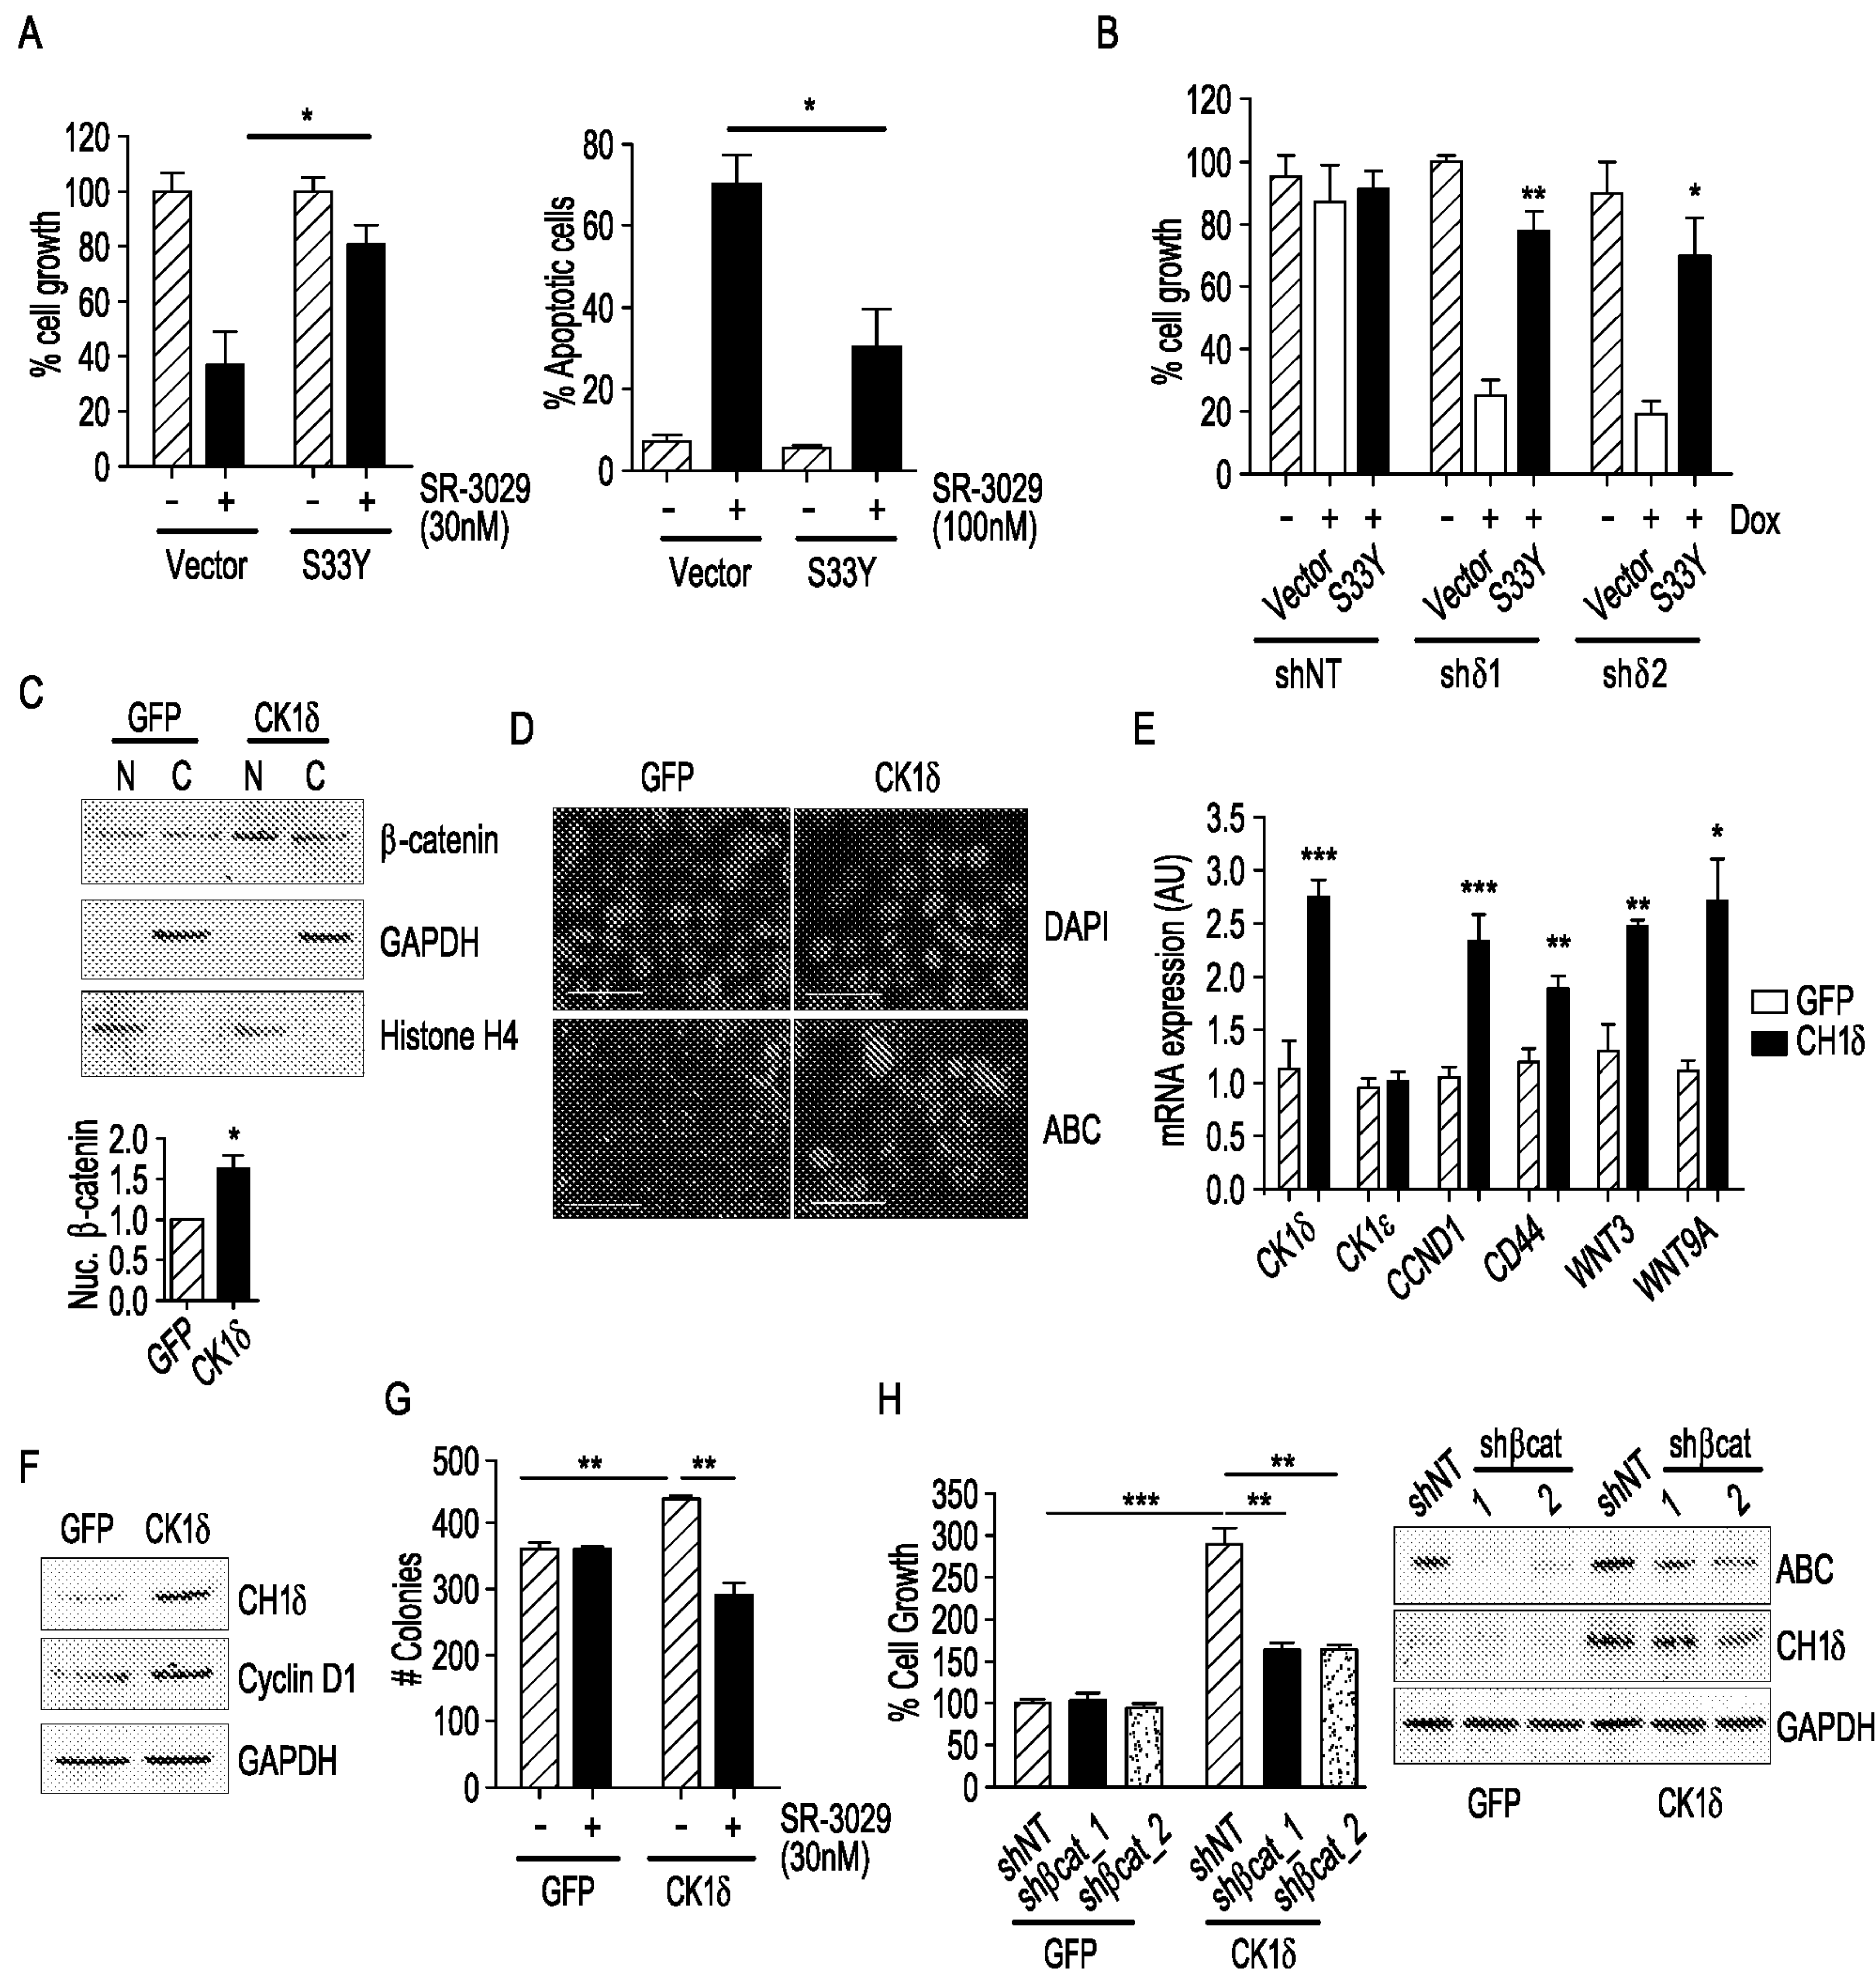 A
% cell growth
120
100
80
60
40
20
0
*
- + - +
SR-3029
(30nM)
Vector S33Y
% Apoptotic cells
80
60
40
20
0
*
- + - +
SR-3029
(100nM)
Vector S33Y
B
% cell growth
120
100
80
60
40
20
0
** *
- + + - + + - + + Dox
Vector S33Y Vector S33Y Vector S33Y
shNT shδ1 shδ2
C
GFP CK1δ
N C N C
β-catenin
GAPDH
Histone H4
Nuc. β-catenin
2.0
1.5
1.0
0.5
0.0
*
GFP CK1δ
D
GFP CK1δ
DAPI
ABC
E
mRNA expression (AU)
3.5
3.0
2.5
2.0
1.5
1.0
0.5
0.0
*** *** ** ** *
GFP
CH1δ
CK1δ CK1ε CCND1 CD44 WNT3 WNT9A
F
GFP CK1δ
CH1δ
Cyclin D1
GAPDH
G
# Colonies
500
400
300
200
100
0
** **
- + - +
SR-3029
(30nM)
GFP CK1δ
H
% Cell Growth
350
300
250
200
150
100
50
0
*** ** **
shNT shβcat_1 shβcat_2 shNT shβcat_1 shβcat_2
GFP CK1δ
shβcat shβcat
shNT 1 2 shNT 1 2
ABC
CH1δ
GAPDH
GFP CK1δ